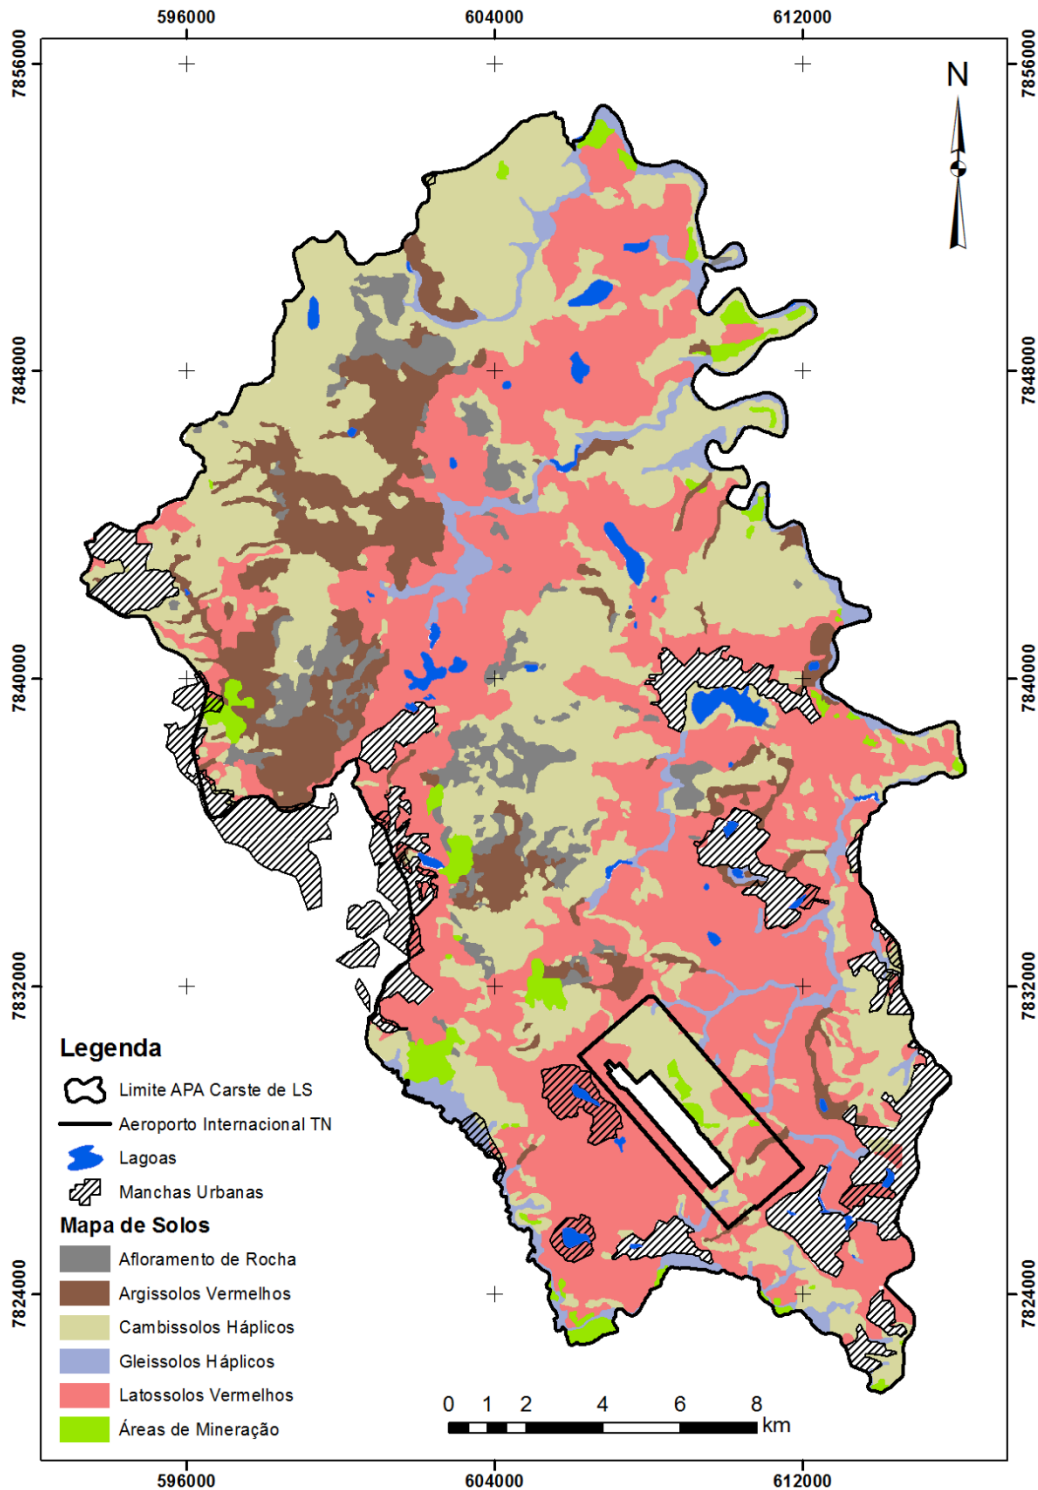 596000 604000 612000
7856000 7856000
N
7848000 7848000
7840000 7840000
7832000 7832000
Legenda
Limite APA Carste de LS
Aeroporto Internacional TN
Lagoas
Manchas Urbanas
Mapa de Solos
Afloramento de Rocha
Argissolos Vermelhos
Cambissolos Háplicos
Gleissolos Háplicos
Latossolos Vermelhos
Áreas de Mineração
7824000 7824000
0 1 2 4 6 8
km
596000 604000 612000